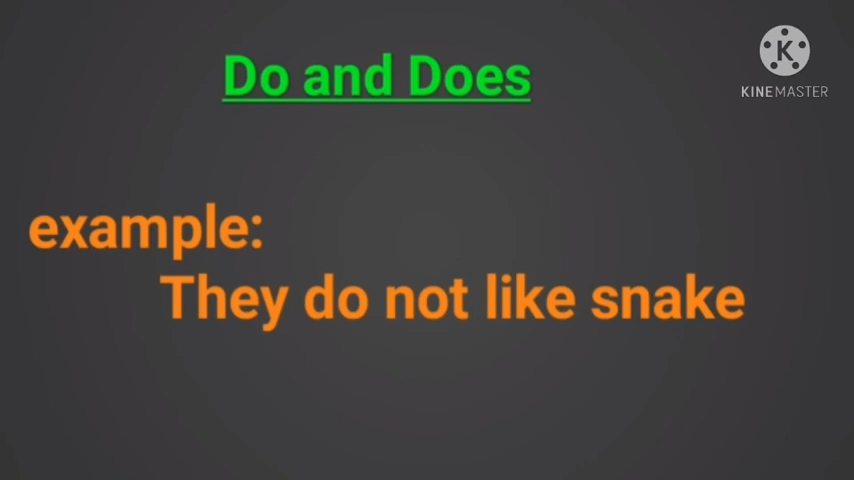 Do and Does
K
KINEMASTER
example:
They do not like snake